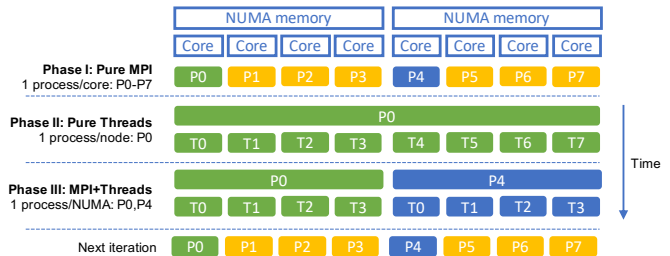 NUMA memory NUMA memory
Core Core Core Core Core Core Core Core
Phase I: Pure MPI
1 process/core: P0-P7
P0 P1 P2 P3 P4 P5 P6 P7
Phase II: Pure Threads
1 process/node: P0
P0
T0 T1 T2 T3 T4 T5 T6 T7
Time
Phase III: MPI+Threads
1 process/NUMA: P0,P4
P0 P4
T0 T1 T2 T3 T0 T1 T2 T3
Next iteration P0 P1 P2 P3 P4 P5 P6 P7